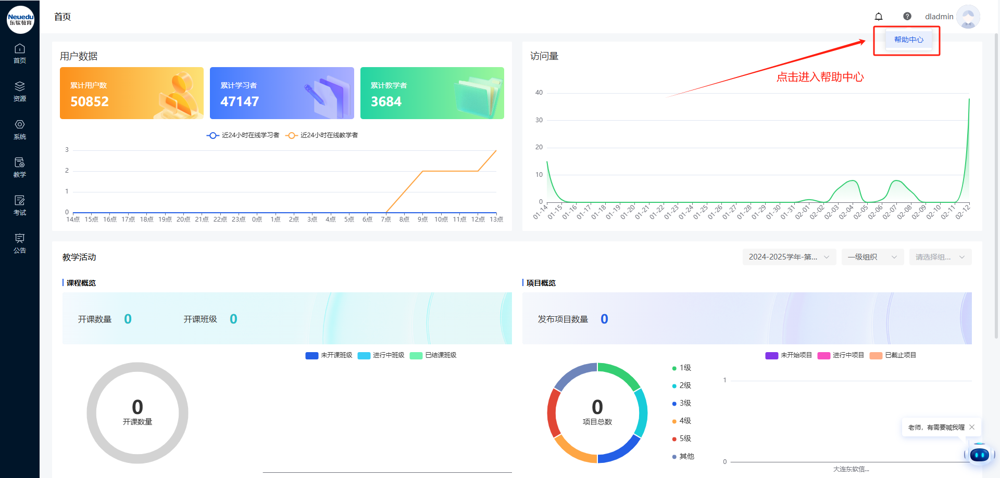 Neuedu
东软教育
首页
资源
系统
教学
考试
公告
首页
dladmin
帮助中心
点击进入帮助中心
用户数据
累计用户数
50852
累计学习者
47147
累计教学者
3684
近24小时在线学习者
近24小时在线教学者
3
2
1
0
14点 15点 16点 17点 18点 19点 20点 21点 22点 23点 0点 1点 2点 3点 4点 5点 6点 7点 8点 9点 10点 11点 12点 13点
访问量
40
30
20
10
0
01-14 01-15 01-16 01-17 01-18 01-19 01-20 01-21 01-22 01-23 01-24 01-25 01-26 01-27 01-28 01-29 01-30 01-31 02-01 02-02 02-03 02-04 02-05 02-06 02-07 02-08 02-09 02-10 02-11 02-12
教学活动
2024-2025学年-第...
一级组织
请选择组...
课程概览
开课数量 0
开课班级 0
未开课班级 进行中班级 已结课班级
0
开课数量
项目概览
发布项目数量 0
未开始项目 进行中项目 已截止项目
0
项目总数
1级
2级
3级
4级
5级
其他
1
0
大连东软信...
老师，有需要喊我喔